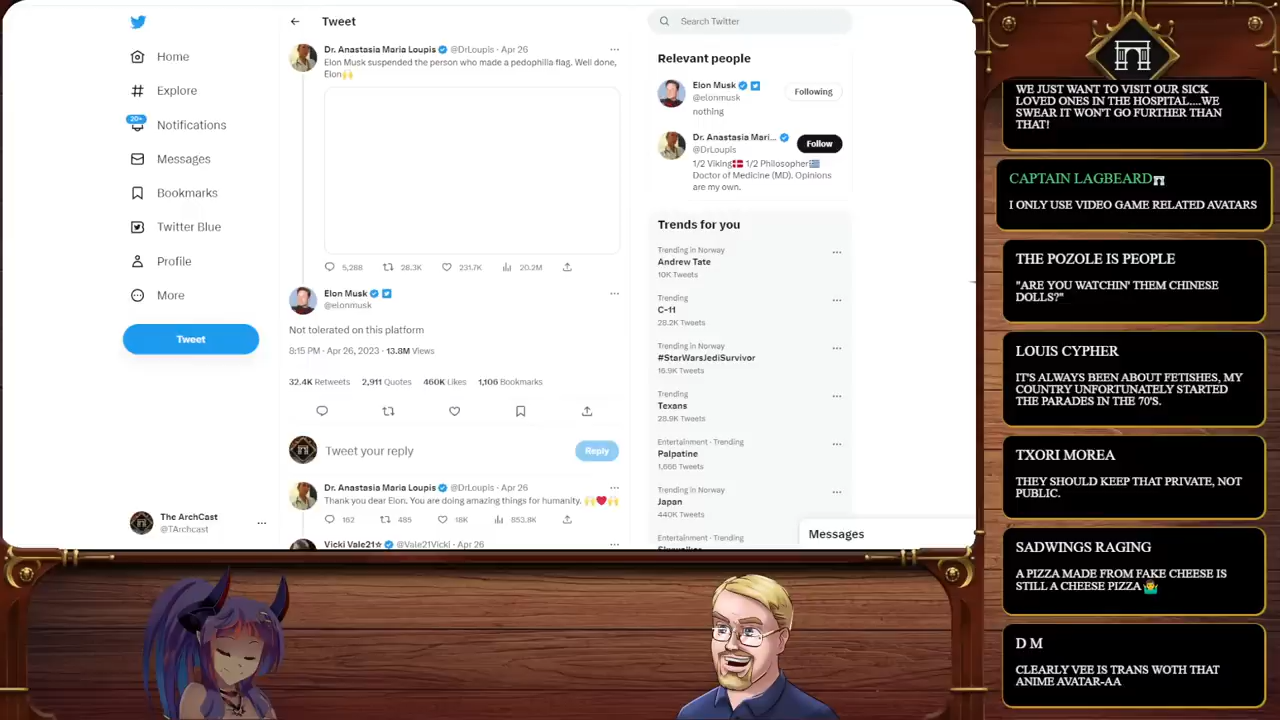 Tweet
Search Twitter
Home
Explore
20+
Notifications
Messages
Bookmarks
Twitter Blue
Profile
More
Tweet
The ArchCast
@TArchcast
Dr. Anastasia Maria Loupis @DrLoupis · Apr 26
Elon Musk suspended the person who made a pedophilia flag. Well done,
Elon🙌
5,288 28.3K 231.7K 20.2M
Elon Musk
@elonmusk
Not tolerated on this platform
8:15 PM · Apr 26, 2023 · 13.8M Views
32.4K Retweets 2,911 Quotes 460K Likes 1,106 Bookmarks
Tweet your reply
Reply
Dr. Anastasia Maria Loupis @DrLoupis · Apr 26
Thank you dear Elon. You are doing amazing things for humanity. 🙌❤️🙌
162 485 18K 853.8K
Vicki Vale21☆ @Vale21Vicki · Apr 26
Relevant people
Elon Musk
@elonmusk
Following
nothing
Dr. Anastasia Mari...
@DrLoupis
Follow
1/2 Viking🇩🇰 1/2 Philosopher🇬🇷
Doctor of Medicine (MD). Opinions
are my own.
Trends for you
Trending in Norway
Andrew Tate
10K Tweets
Trending
C-11
28.2K Tweets
Trending in Norway
#StarWarsJediSurvivor
16.9K Tweets
Trending
Texans
28.9K Tweets
Entertainment · Trending
Palpatine
1,666 Tweets
Trending in Norway
Japan
440K Tweets
Entertainment · Trending
Messages
WE JUST WANT TO VISIT OUR SICK
LOVED ONES IN THE HOSPITAL....WE
SWEAR IT WON'T GO FURTHER THAN
THAT!
CAPTAIN LAGBEARD
I ONLY USE VIDEO GAME RELATED AVATARS
THE POZOLE IS PEOPLE
"ARE YOU WATCHIN' THEM CHINESE
DOLLS?"
LOUIS CYPHER
IT'S ALWAYS BEEN ABOUT FETISHES, MY
COUNTRY UNFORTUNATELY STARTED
THE PARADES IN THE 70'S.
TXORI MOREA
THEY SHOULD KEEP THAT PRIVATE, NOT
PUBLIC.
SADWINGS RAGING
A PIZZA MADE FROM FAKE CHEESE IS
STILL A CHEESE PIZZA 🤷‍♂️
D M
CLEARLY VEE IS TRANS WOTH THAT
ANIME AVATAR-AA